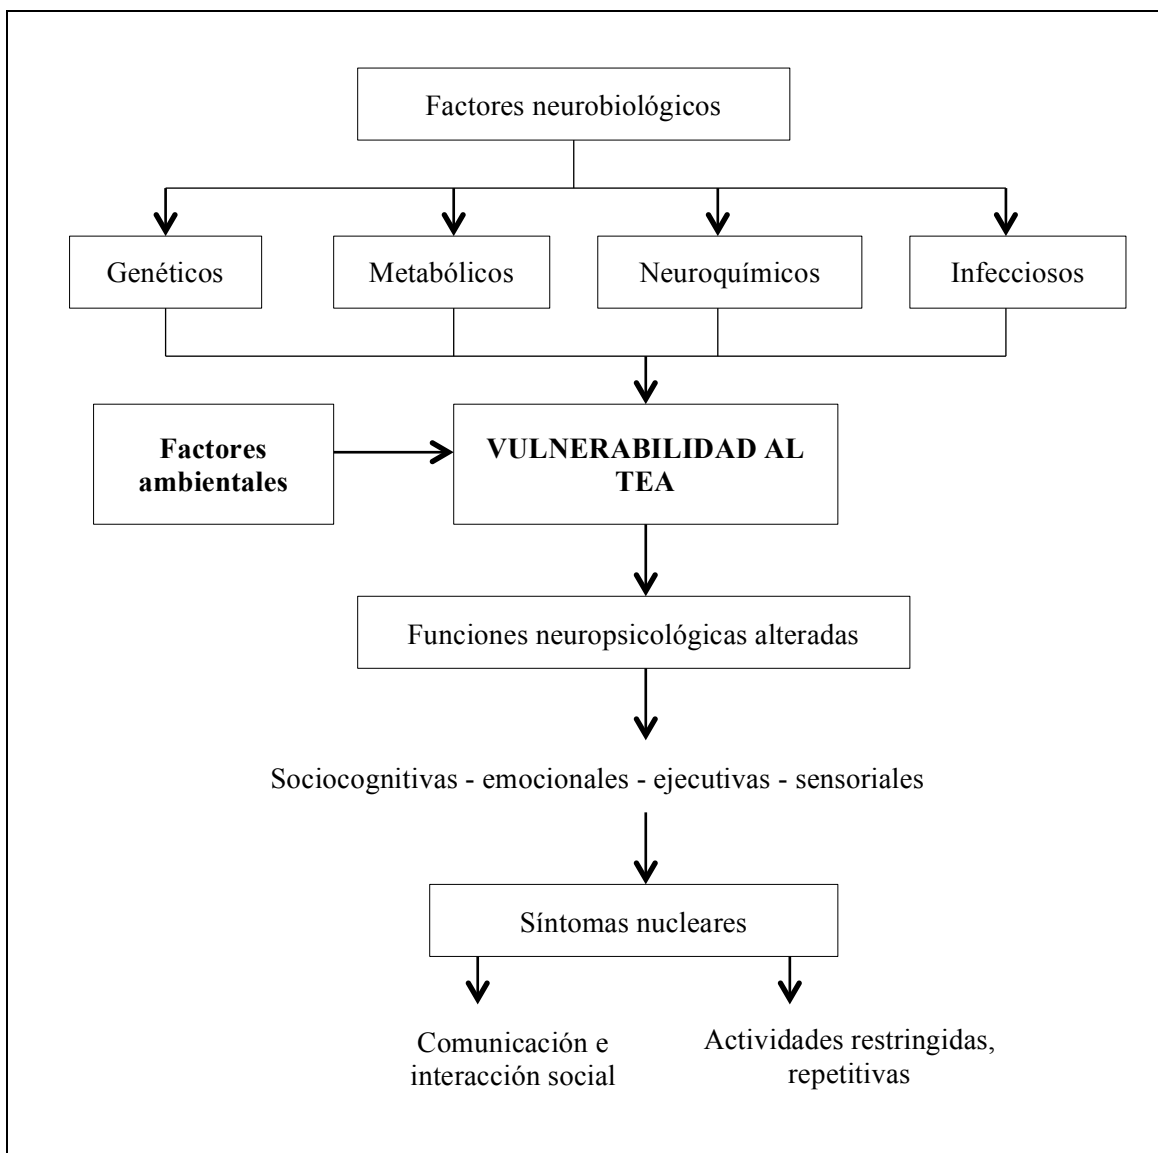 Factores neurobiológicos
Genéticos
Metabólicos
Neuroquímicos
Infecciosos
Factores
ambientales
VULNERABILIDAD AL
TEA
Funciones neuropsicológicas alteradas
Sociocognitivas - emocionales - ejecutivas - sensoriales
Síntomas nucleares
Comunicación e
interacción social
Actividades restringidas,
repetitivas